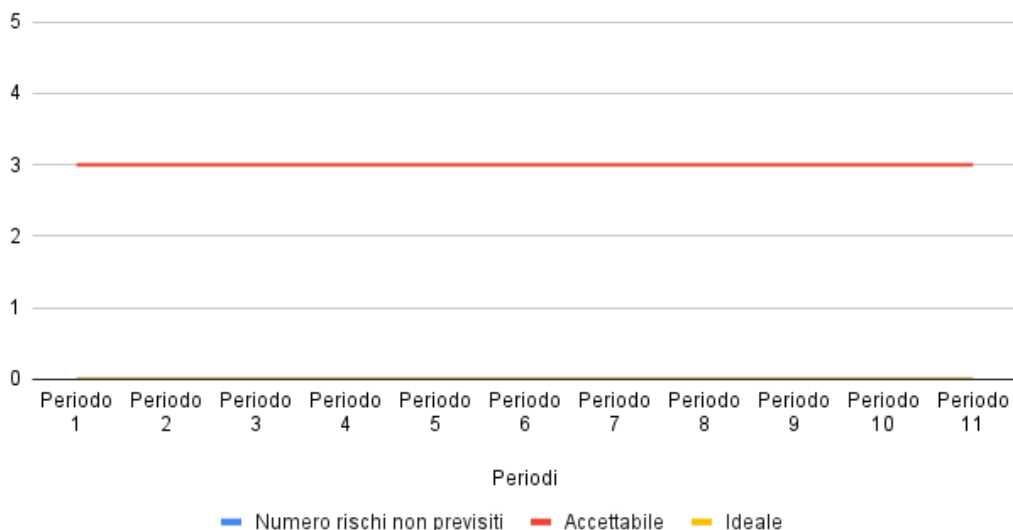 5
4
3
2
1
0
Periodo Periodo Periodo Periodo Periodo Periodo Periodo Periodo Periodo Periodo Periodo
1 2 3 4 5 6 7 8 9 10 11
Periodi
Numero rischi non previsiti Accettabile Ideale